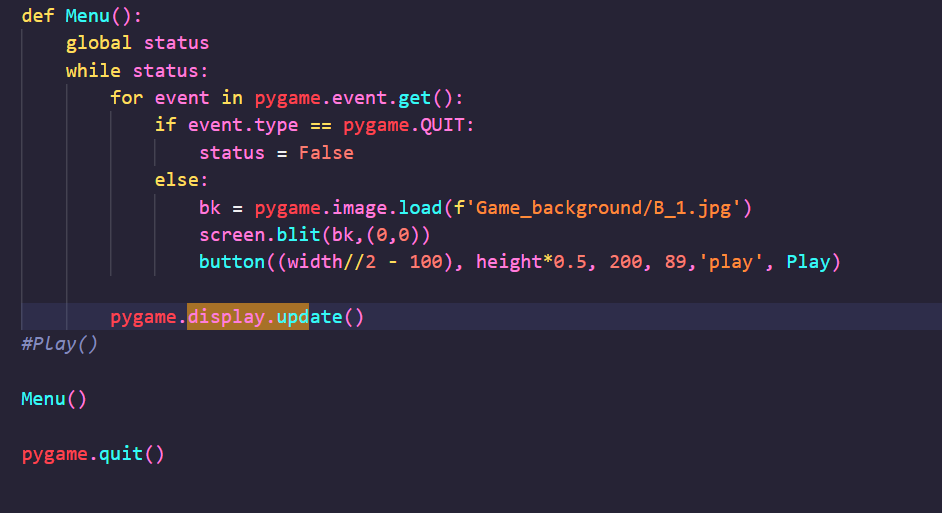 def Menu():
    global status
    while status:
        for event in pygame.event.get():
            if event.type == pygame.QUIT:
                status = False
            else:
                bk = pygame.image.load(f'Game_background/B_1.jpg')
                screen.blit(bk,(0,0))
                button((width//2 - 100), height*0.5, 200, 89,'play', Play)
        pygame.display.update()
#Play()
Menu()
pygame.quit()